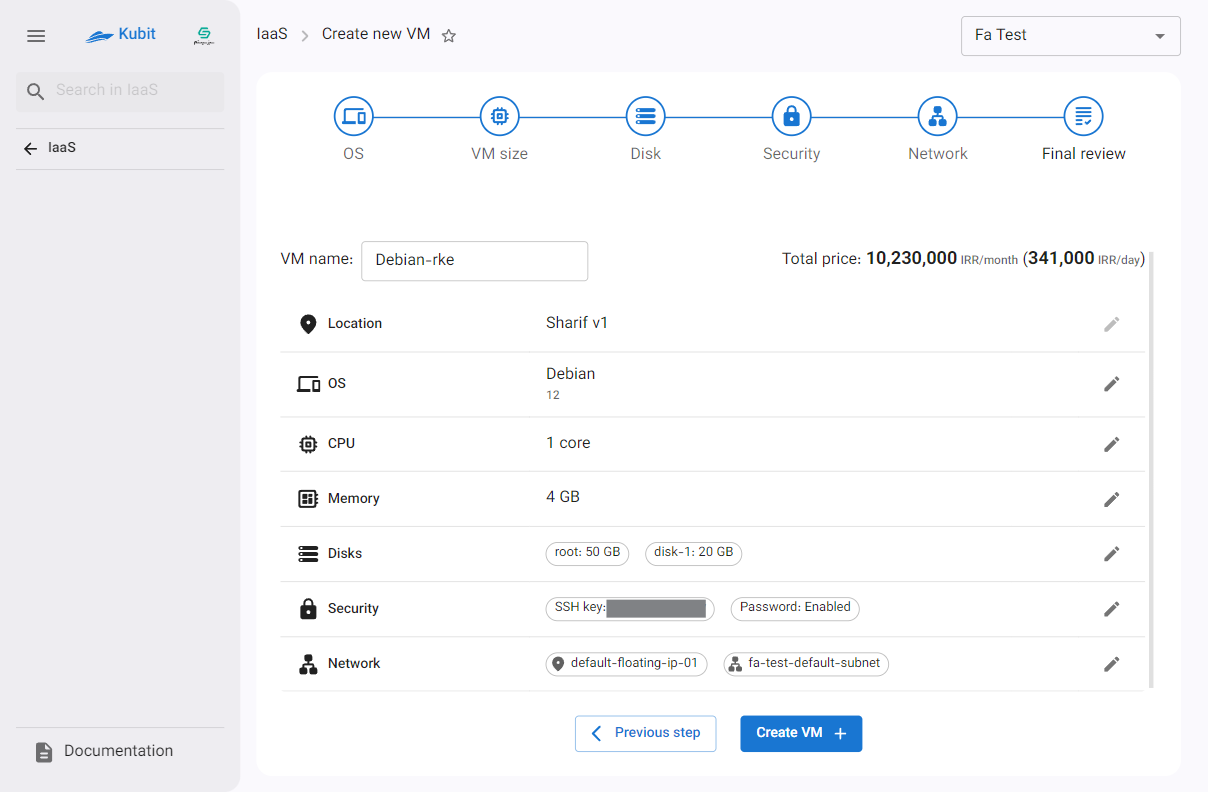 Kubit
IaaS > Create new VM
Fa Test
Search in IaaS
IaaS
OS
VM size
Disk
Security
Network
Final review
VM name: Debian-rke
Total price: 10,230,000 IRR/month (341,000 IRR/day)
Location Sharif v1
OS Debian
12
CPU 1 core
Memory 4 GB
Disks root: 50 GB disk-1: 20 GB
Security SSH key: Password: Enabled
Network default-floating-ip-01 fa-test-default-subnet
Previous step
Create VM +
Documentation